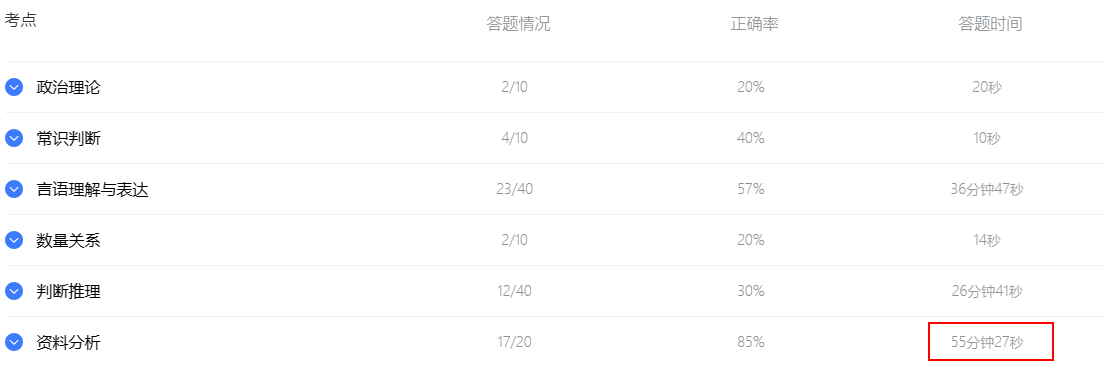 考点 答题情况 正确率 答题时间
政治理论 2/10 20% 20秒
常识判断 4/10 40% 10秒
言语理解与表达 23/40 57% 36分钟47秒
数量关系 2/10 20% 14秒
判断推理 12/40 30% 26分钟41秒
资料分析 17/20 85% 55分钟27秒